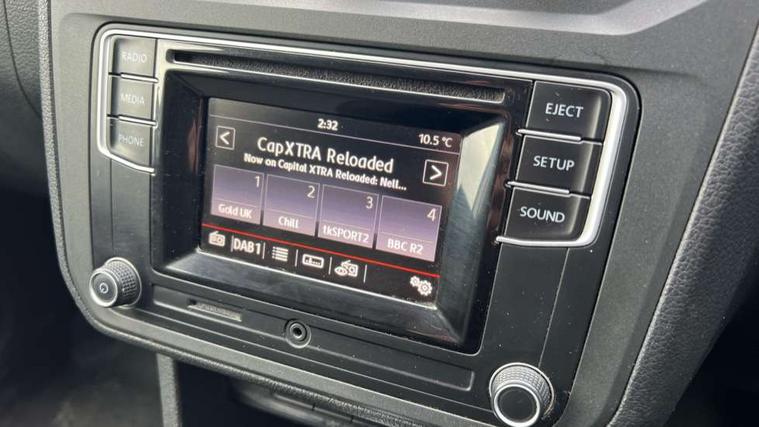 RADIO
MEDIA
PHONE
EJECT
SETUP
SOUND
2:32
10.5 °C
<
CapXTRA Reloaded
>
Now on Capital XTRA Reloaded: Nell...
1
2
3
4
Gold UK
Chill
tkSPORT2
BBC R2
DAB1